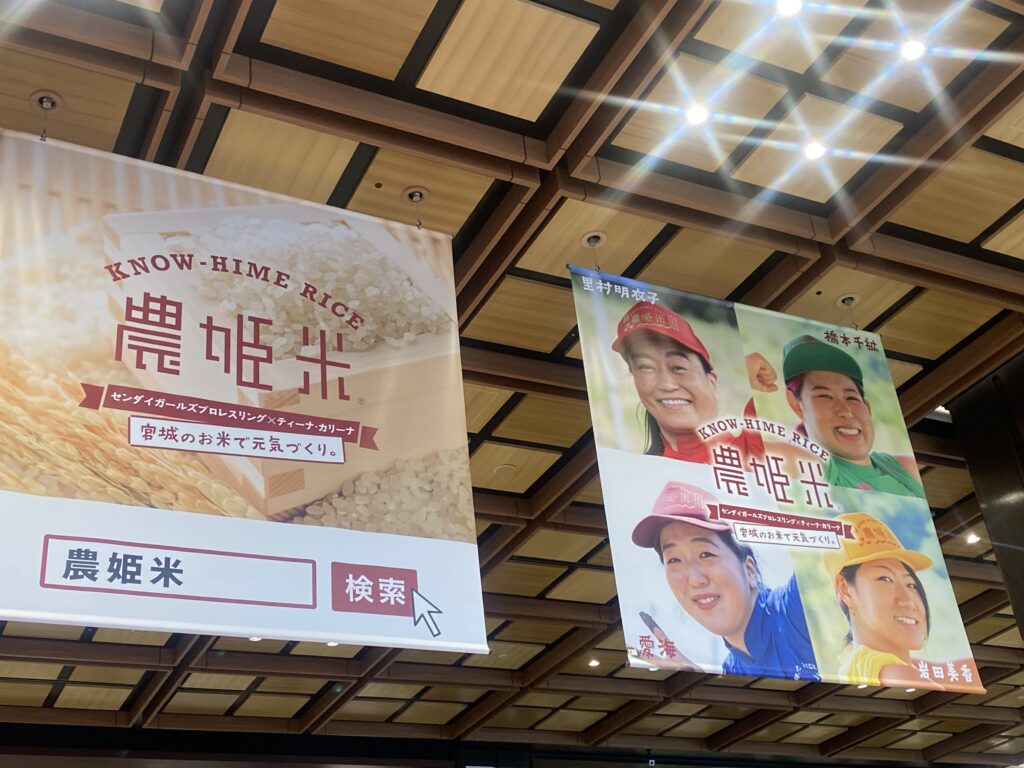 KNOW-HIME RICE
農姫米®
センダイガールズプロレスリング×ティーナ・カリーナ
宮城のお米で元気づくり。
農姫米
検索
里村明衣子
橋本千紘
KNOW-HIME RICE
農姫米
センダイガールズプロレスリング×ティーナ・カリーナ
宮城のお米で元気づくり。
愛海
岩田美香